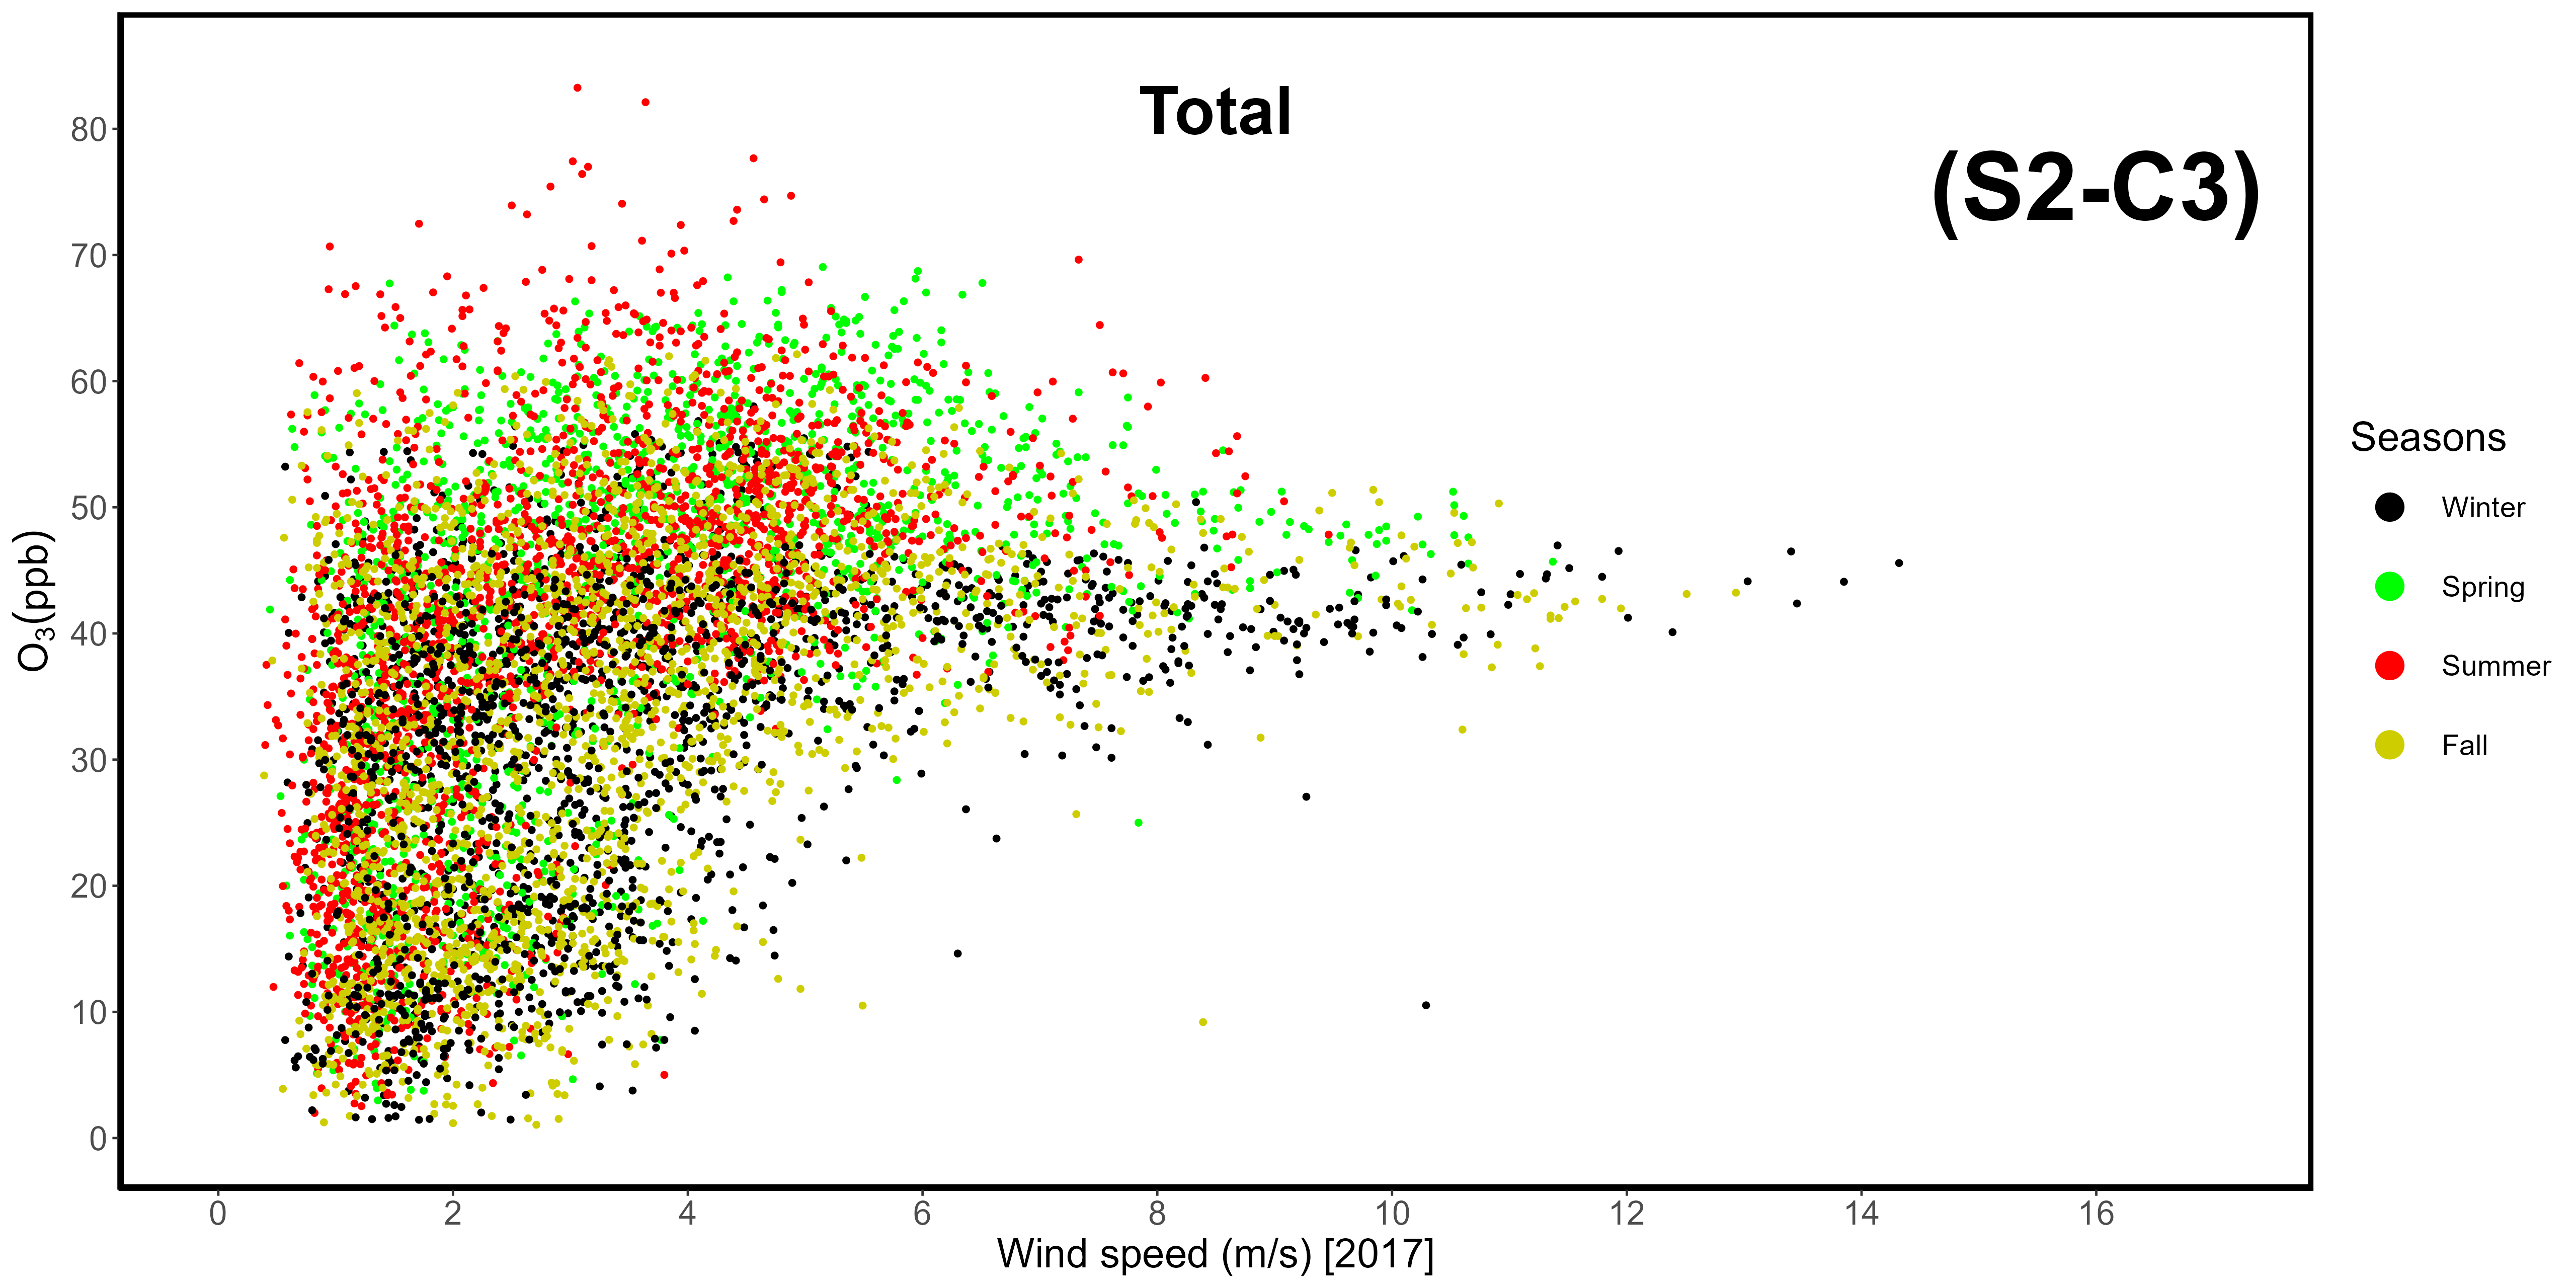 Total
(S2-C3)
80
70
60
50
40
30
20
10
0
O₃(ppb)
0 2 4 6 8 10 12 14 16
Wind speed (m/s) [2017]
Seasons
Winter
Spring
Summer
Fall